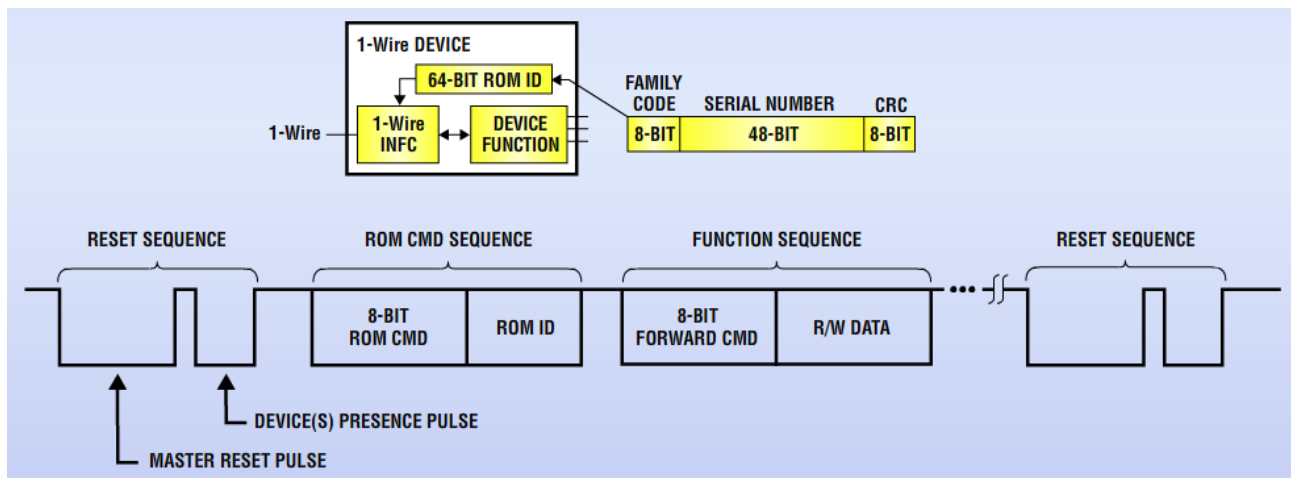 1-Wire DEVICE
64-BIT ROM ID
1-Wire
1-Wire
INFC
DEVICE
FUNCTION
FAMILY
CODE
SERIAL NUMBER
CRC
8-BIT
48-BIT
8-BIT
RESET SEQUENCE
ROM CMD SEQUENCE
FUNCTION SEQUENCE
RESET SEQUENCE
8-BIT
ROM CMD
ROM ID
8-BIT
FORWARD CMD
R/W DATA
DEVICE(S) PRESENCE PULSE
MASTER RESET PULSE